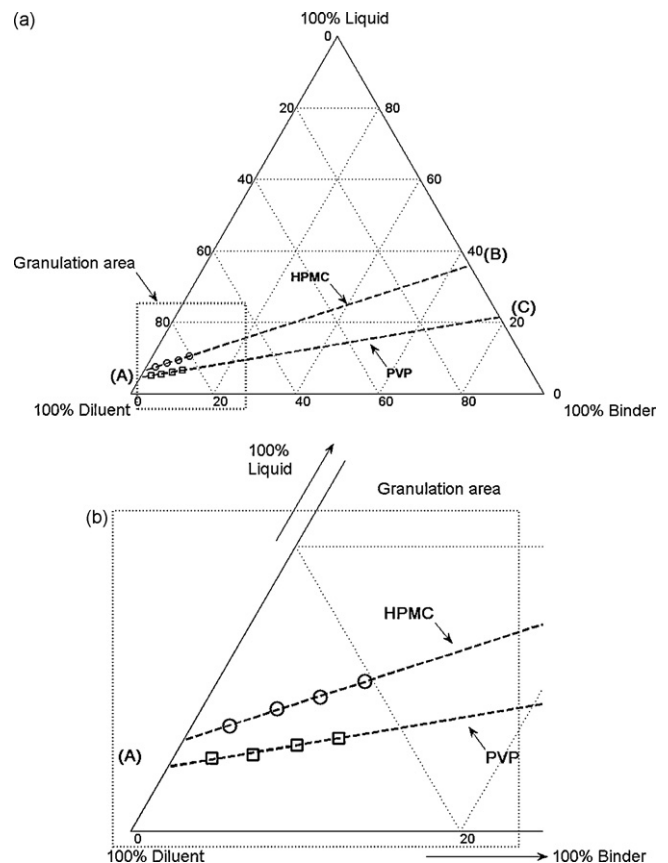 (a)
100% Liquid
0
20 80
40 60
60 40 (B)
Granulation area
HPMC
(C)
80 20
PVP
(A)
0 20 40 60 80 0
100% Diluent 100% Binder
100%
Liquid
(b) Granulation area
HPMC
(A)
PVP
0 20
100% Diluent 100% Binder